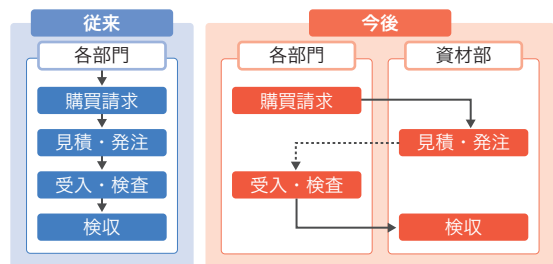 従来
各部門
購買請求
見積・発注
受入・検査
検収
今後
各部門
資材部
購買請求
見積・発注
受入・検査
検収